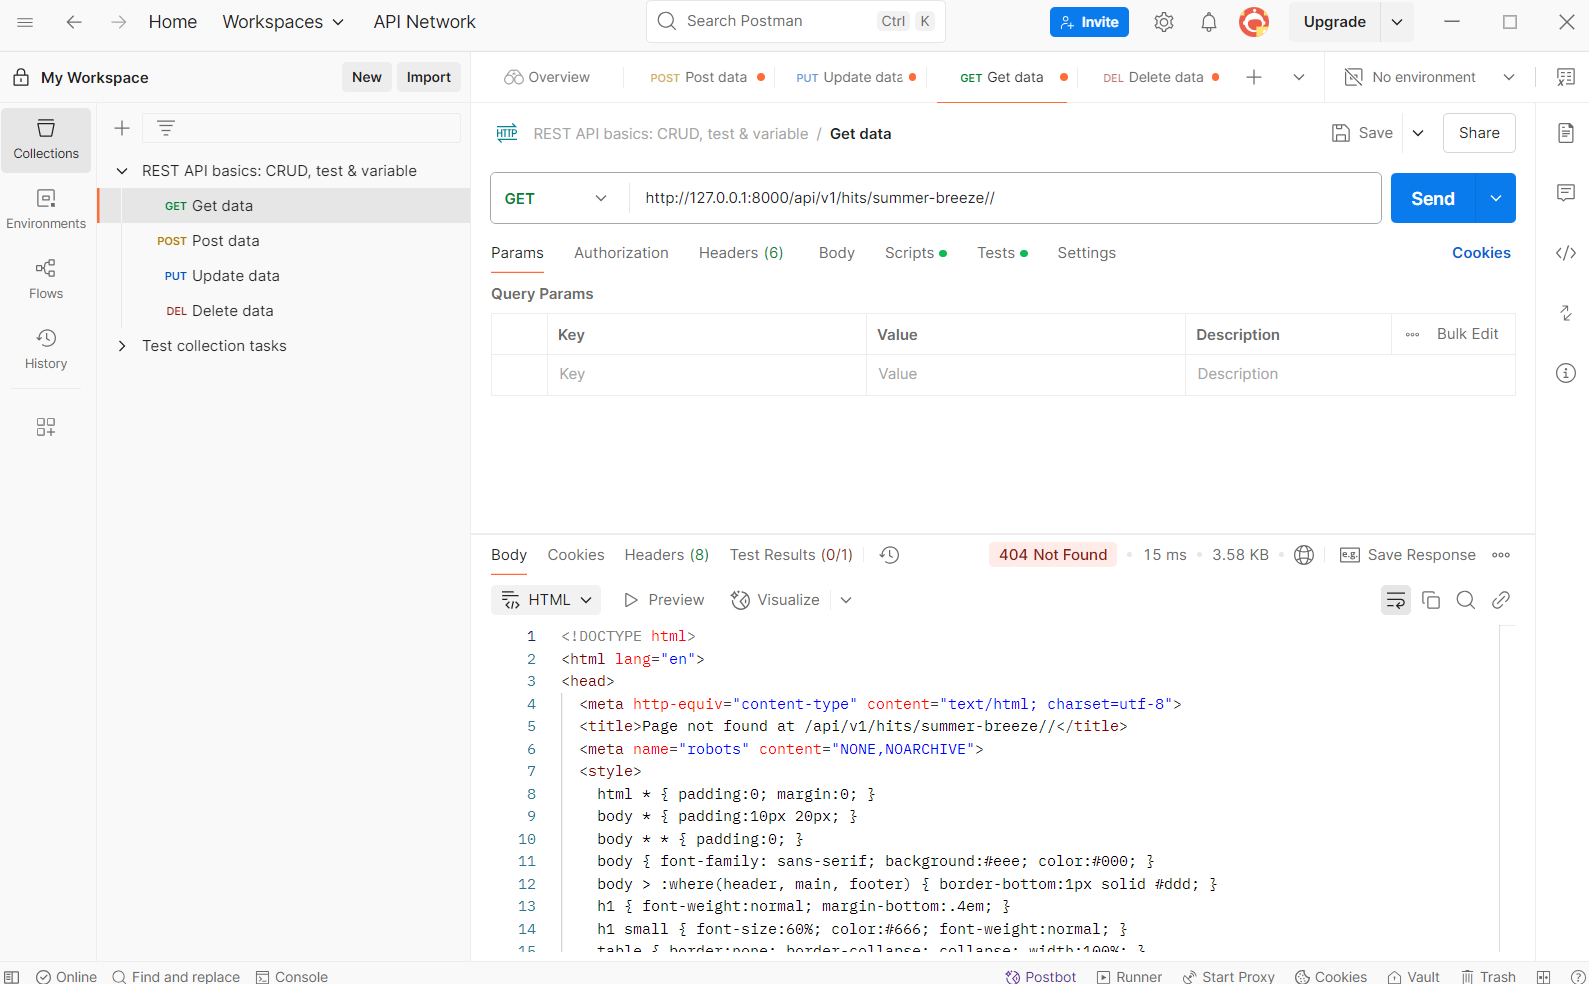 Home Workspaces API Network Search Postman Ctrl K Invite Upgrade
My Workspace New Import Overview POST Post data PUT Update data GET Get data DEL Delete data No environment
Collections
Environments
Flows
History
REST API basics: CRUD, test & variable
GET Get data
POST Post data
PUT Update data
DEL Delete data
Test collection tasks
HTTP REST API basics: CRUD, test & variable / Get data Save Share
GET http://127.0.0.1:8000/api/v1/hits/summer-breeze// Send
Params Authorization Headers (6) Body Scripts Tests Settings Cookies
Query Params
Key Value Description Bulk Edit
Key Value Description
Body Cookies Headers (8) Test Results (0/1) 404 Not Found 15 ms 3.58 KB e.g. Save Response
HTML Preview Visualize
1 <!DOCTYPE html>
2 <html lang="en">
3 <head>
4 <meta http-equiv="content-type" content="text/html; charset=utf-8">
5 <title>Page not found at /api/v1/hits/summer-breeze//</title>
6 <meta name="robots" content="NONE,NOARCHIVE">
7 <style>
8 html * { padding:0; margin:0; }
9 body * { padding:10px 20px; }
10 body * * { padding:0; }
11 body { font-family: sans-serif; background:#eee; color:#000; }
12 body > :where(header, main, footer) { border-bottom:1px solid #ddd; }
13 h1 { font-weight:normal; margin-bottom:.4em; }
14 h1 small { font-size:60%; color:#666; font-weight:normal; }
15 table { border:none; border-collapse: collapse; width:100%; }
Online Find and replace Console Postbot Runner Start Proxy Cookies Vault Trash